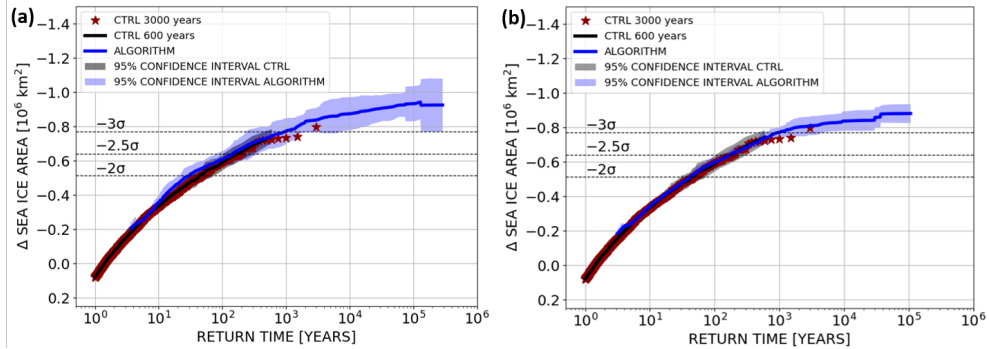 (a)
CTRL 3000 years
CTRL 600 years
ALGORITHM
95% CONFIDENCE INTERVAL CTRL
95% CONFIDENCE INTERVAL ALGORITHM
−1.4
−1.2
−1.0
−0.8
−0.6
−0.4
−0.2
0.0
0.2
Δ SEA ICE AREA [10⁶ km²]
−3σ
−2.5σ
−2σ
10⁰ 10¹ 10² 10³ 10⁴ 10⁵ 10⁶
RETURN TIME [YEARS]
(b)
CTRL 3000 years
CTRL 600 years
ALGORITHM
95% CONFIDENCE INTERVAL CTRL
95% CONFIDENCE INTERVAL ALGORITHM
−1.4
−1.2
−1.0
−0.8
−0.6
−0.4
−0.2
0.0
0.2
Δ SEA ICE AREA [10⁶ km²]
−3σ
−2.5σ
−2σ
10⁰ 10¹ 10² 10³ 10⁴ 10⁵ 10⁶
RETURN TIME [YEARS]